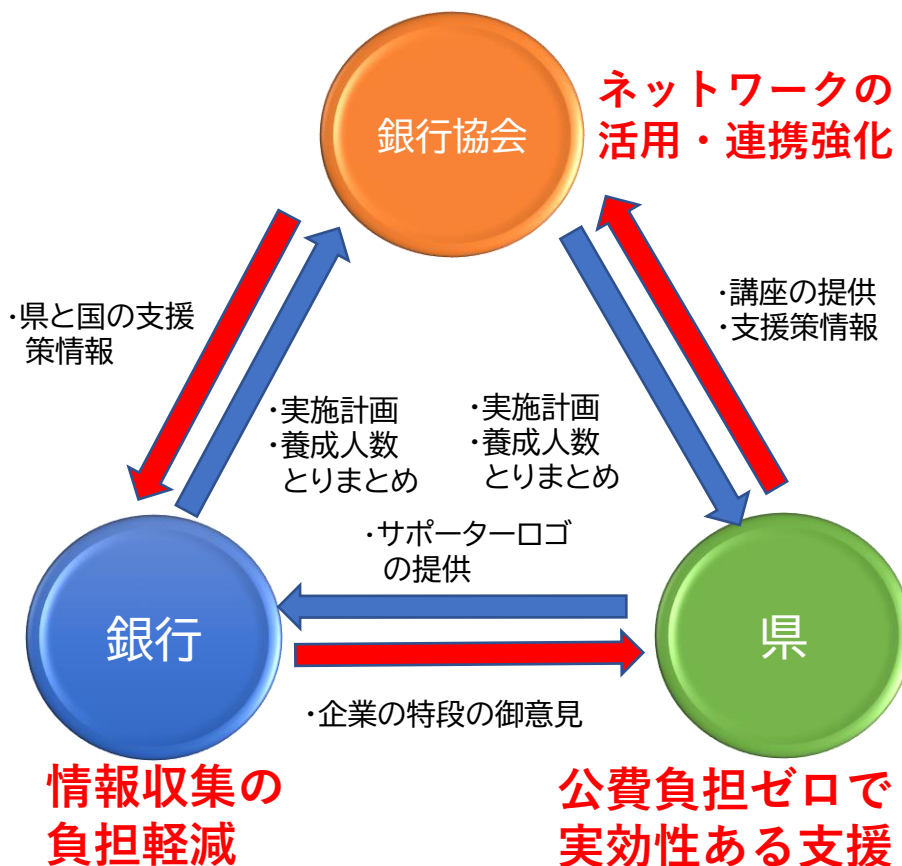 ネットワークの
活用・連携強化
銀行協会
・県と国の支援
策情報
・講座の提供
・支援策情報
・実施計画
・養成人数
とりまとめ
・実施計画
・養成人数
とりまとめ
・サポーターロゴ
の提供
銀行
県
・企業の特段の御意見
情報収集の
負担軽減
公費負担ゼロで
実効性ある支援